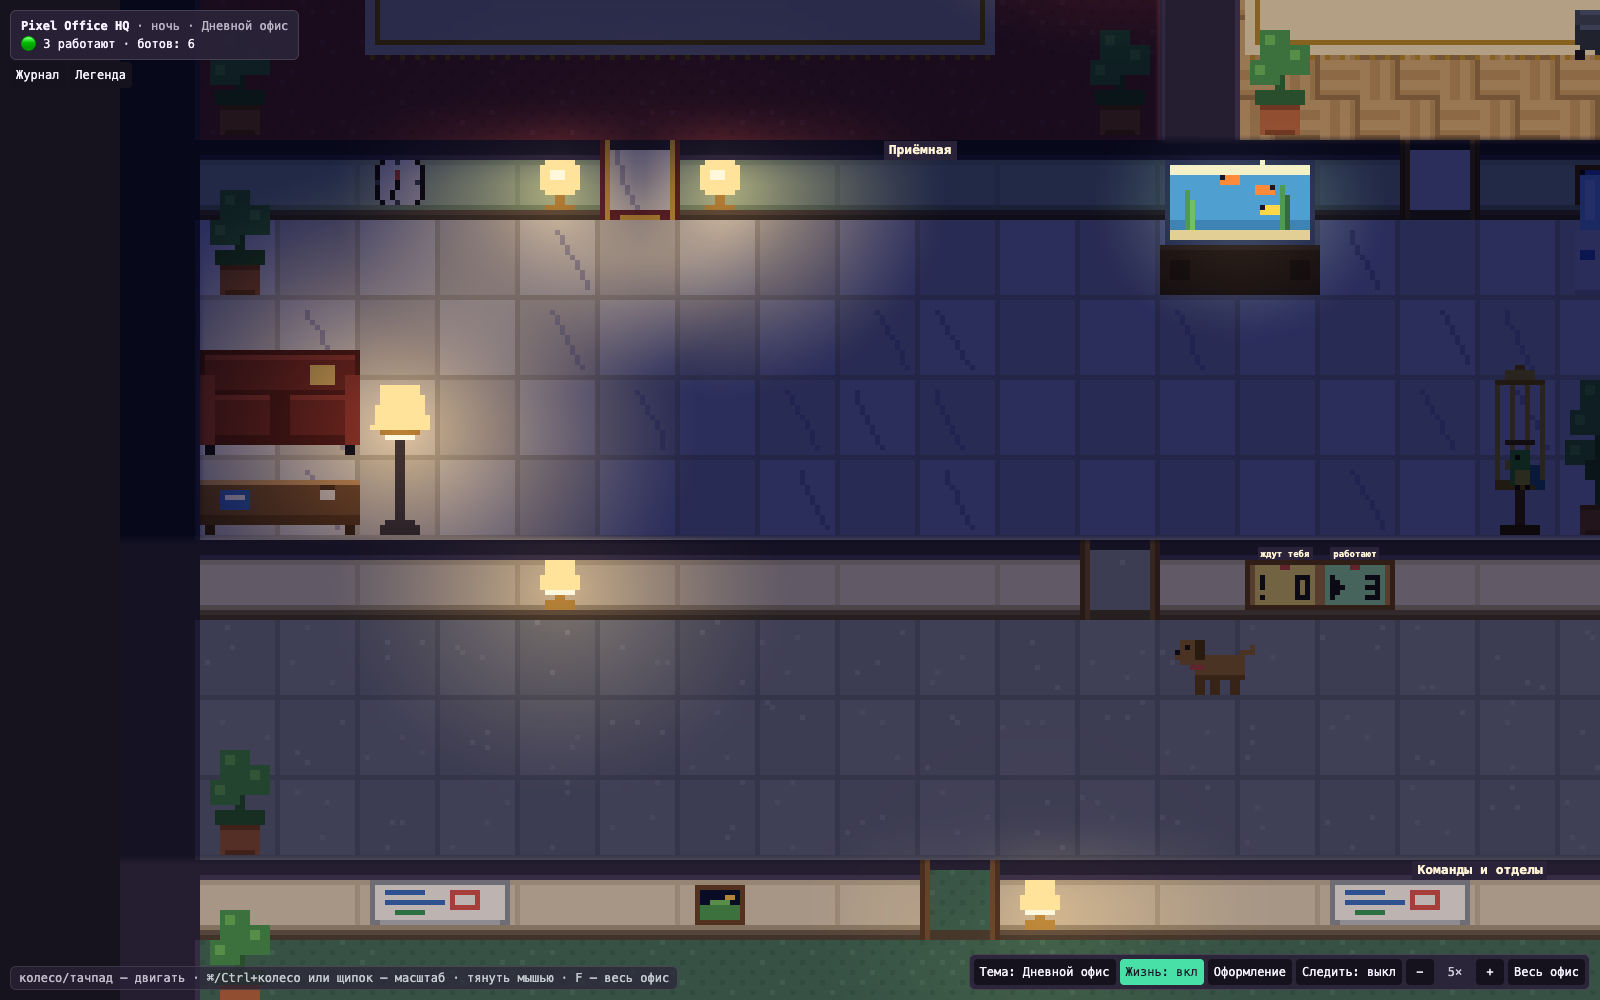 Pixel Office HQ · ночь · Дневной офис
3 работают · ботов: 6
Журнал Легенда
Приёмная
ждут тебя работают
! 0 3
Команды и отделы
колесо/тачпад — двигать · ⌘/Ctrl+колесо или щипок — масштаб · тянуть мышью · F — весь офис
Тема: Дневной офис Жизнь: вкл Оформление Следить: выкл − 5× + Весь офис